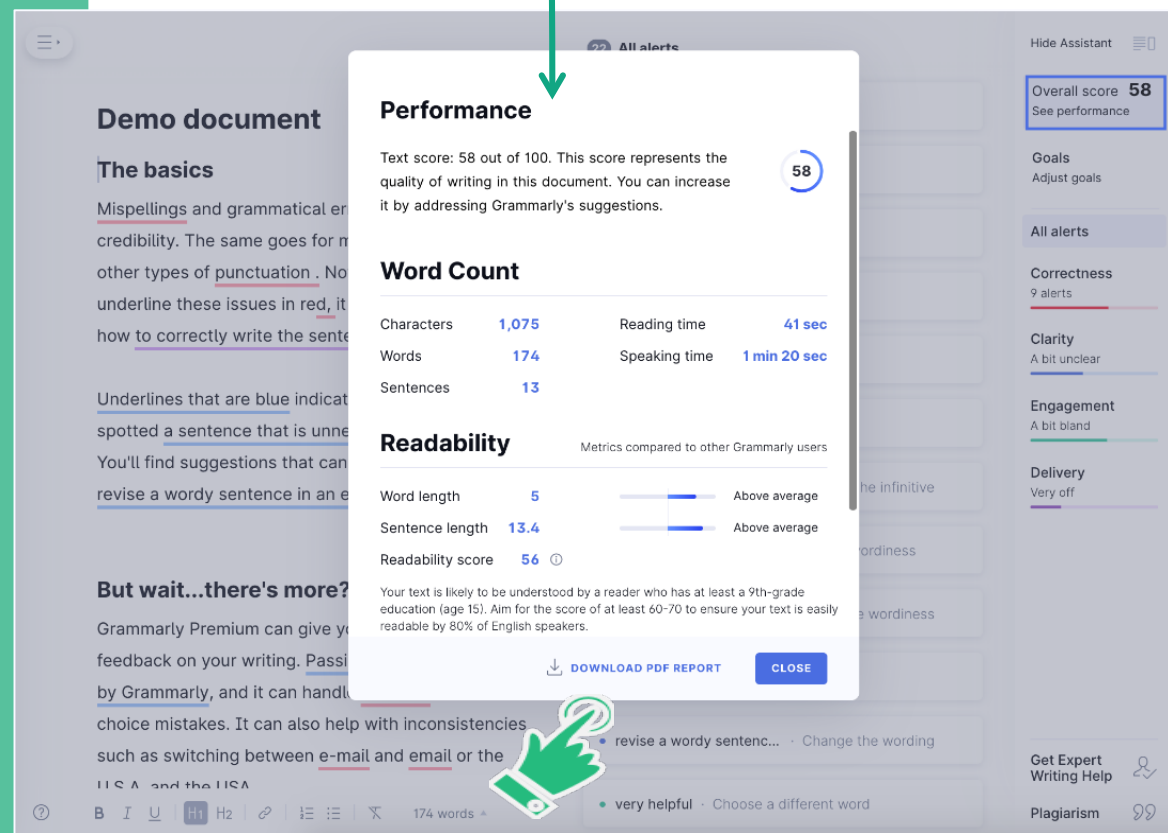 22 All alerts
Hide Assistant
Overall score 58
See performance
Goals
Adjust goals
All alerts
Correctness
9 alerts
Clarity
A bit unclear
Engagement
A bit bland
Delivery
Very off
Get Expert
Writing Help
Plagiarism
Demo document
The basics
Mispellings and grammatical er
credibility. The same goes for m
other types of punctuation . No
underline these issues in red, it
how to correctly write the sente
Underlines that are blue indicat
spotted a sentence that is unne
You'll find suggestions that can
revise a wordy sentence in an e
But wait...there's more?
Grammarly Premium can give yo
feedback on your writing. Passi
by Grammarly, and it can handl
choice mistakes. It can also help with inconsistencies
such as switching between e-mail and email or the
U.S.A. and the USA.
B I U H1 H2 174 words
Performance
Text score: 58 out of 100. This score represents the
quality of writing in this document. You can increase
it by addressing Grammarly's suggestions.
58
Word Count
Characters 1,075 Reading time 41 sec
Words 174 Speaking time 1 min 20 sec
Sentences 13
Readability Metrics compared to other Grammarly users
Word length 5 Above average
Sentence length 13.4 Above average
Readability score 56
Your text is likely to be understood by a reader who has at least a 9th-grade
education (age 15). Aim for the score of at least 60-70 to ensure your text is easily
readable by 80% of English speakers.
DOWNLOAD PDF REPORT CLOSE
he infinitive
ordiness
e wordiness
revise a wordy sentenc... · Change the wording
very helpful · Choose a different word